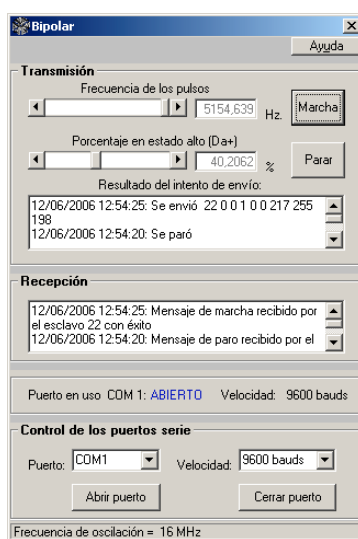 Bipolar
Ayuda
Transmisión
Frecuencia de los pulsos
5154,639 Hz. Marcha
Porcentaje en estado alto (Da+)
40,2062 % Parar
Resultado del intento de envío:
12/06/2006 12:54:25: Se envió 22 0 0 1 0 0 217 255
198
12/06/2006 12:54:20: Se paró
Recepción
12/06/2006 12:54:25: Mensaje de marcha recibido por
el esclavo 22 con éxito
12/06/2006 12:54:20: Mensaje de paro recibido por el
Puerto en uso COM 1: ABIERTO Velocidad: 9600 bauds
Control de los puertos serie
Puerto: COM1 Velocidad: 9600 bauds
Abrir puerto Cerrar puerto
Frecuencia de oscilación = 16 MHz